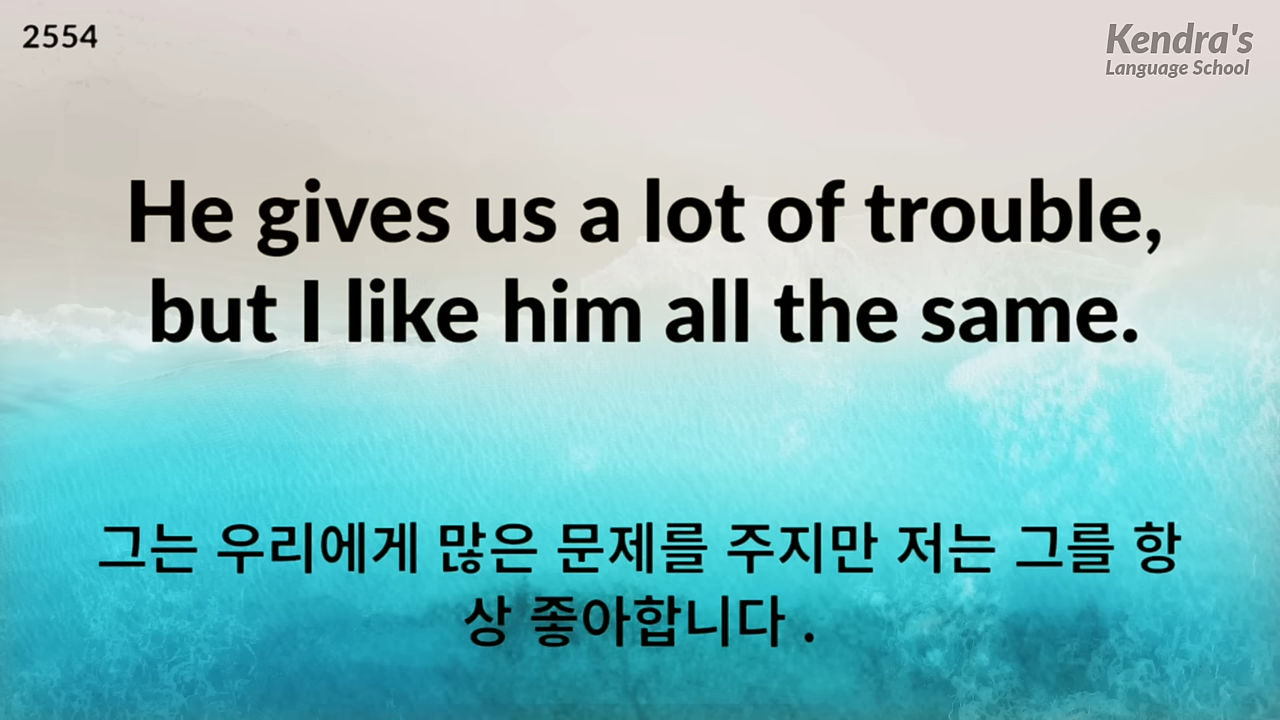 2554
Kendra's
Language School
He gives us a lot of trouble,
but I like him all the same.
그는 우리에게 많은 문제를 주지만 저는 그를 항
상 좋아합니다 .